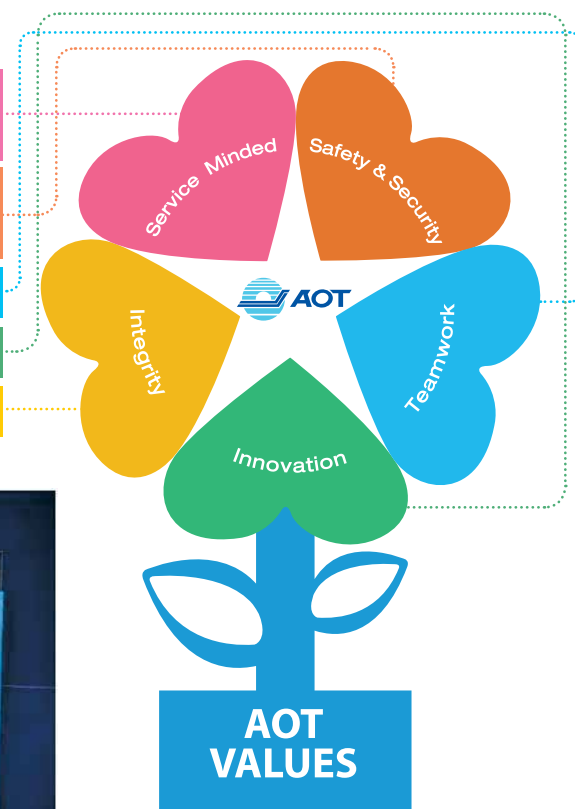 Service Minded
Safety & Security
AOT
Integrity
Teamwork
Innovation
AOT
VALUES